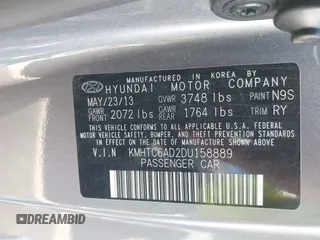 MANUFACTURED IN KOREA BY
HYUNDAI MOTOR COMPANY
MAY/23/13 GVWR 3748 lbs PAINT N9S
GAWR FRONT 2072 lbs GAWR REAR 1764 lbs TRIM RY
THIS VEHICLE CONFORMS TO ALL APPLICABLE U.S.
FEDERAL MOTOR VEHICLE SAFETY, BUMPER, AND THEFT
PREVENTION STANDARDS IN EFFECT ON THE DATE OF
MANUFACTURE SHOWN ABOVE.
V.I.N KMHTC6AD2DU158889
PASSENGER CAR
DREAMBID